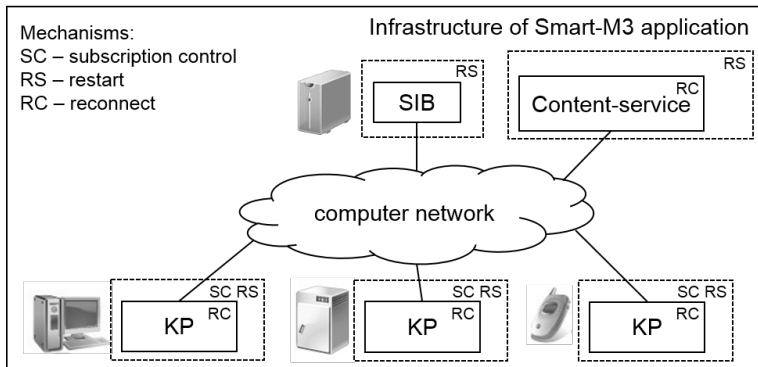 Mechanisms:
SC – subscription control
RS – restart
RC – reconnect
Infrastructure of Smart-M3 application
RS
SIB
RS
RC
Content-service
computer network
SC RS
RC
KP
SC RS
RC
KP
SC RS
RC
KP